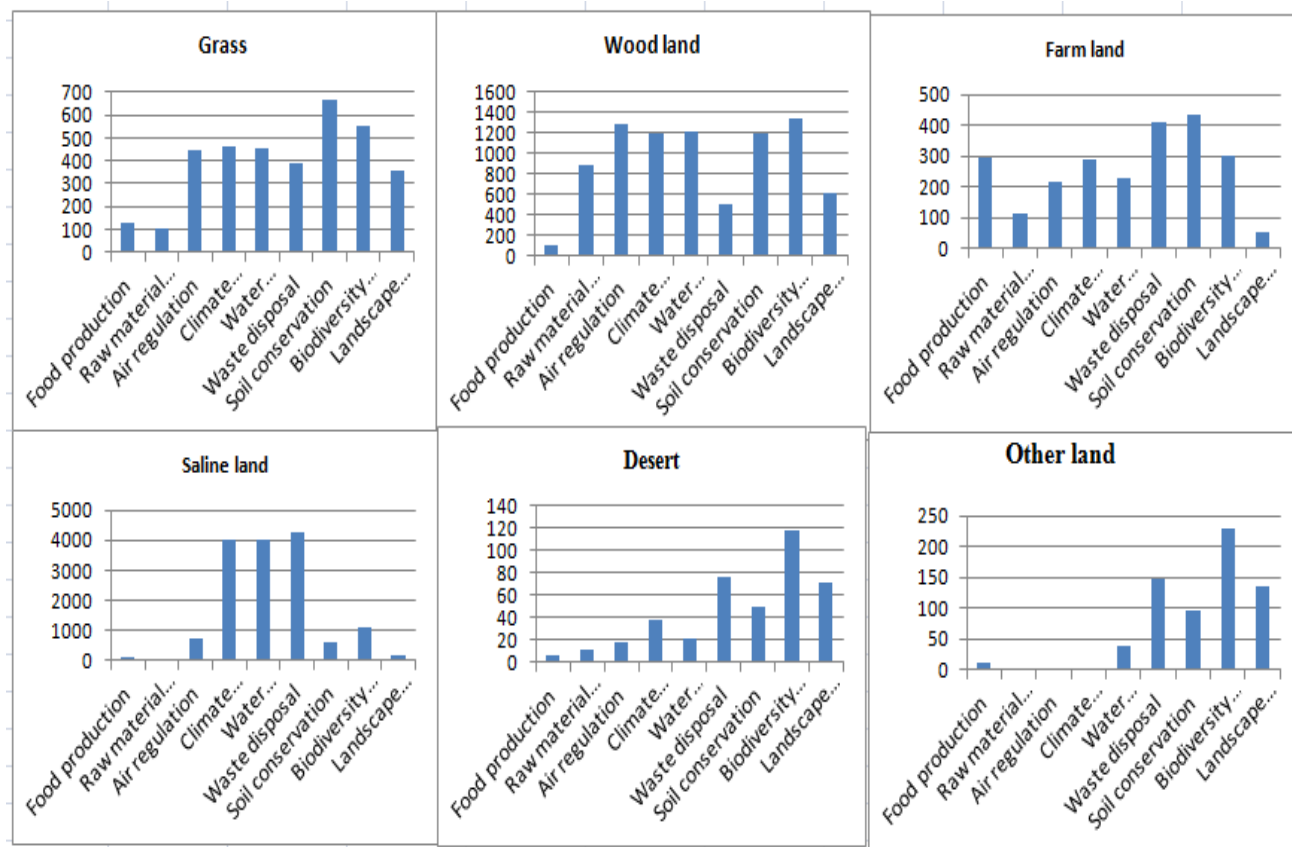 Grass
700
600
500
400
300
200
100
0
Food production
Raw material...
Air regulation
Climate...
Water...
Waste disposal
Soil conservation
Biodiversity...
Landscape...
Wood land
1600
1400
1200
1000
800
600
400
200
0
Food production
Raw material...
Air regulation
Climate...
Water...
Waste disposal
Soil conservation
Biodiversity...
Landscape...
Farm land
500
400
300
200
100
0
Food production
Raw material...
Air regulation
Climate...
Water...
Waste disposal
Soil conservation
Biodiversity...
Landscape...
Saline land
5000
4000
3000
2000
1000
0
Food production
Raw material...
Air regulation
Climate...
Water...
Waste disposal
Soil conservation
Biodiversity...
Landscape...
Desert
140
120
100
80
60
40
20
0
Food production
Raw material...
Air regulation
Climate...
Water...
Waste disposal
Soil conservation
Biodiversity...
Landscape...
Other land
250
200
150
100
50
0
Food production
Raw material...
Air regulation
Climate...
Water...
Waste disposal
Soil conservation
Biodiversity...
Landscape...